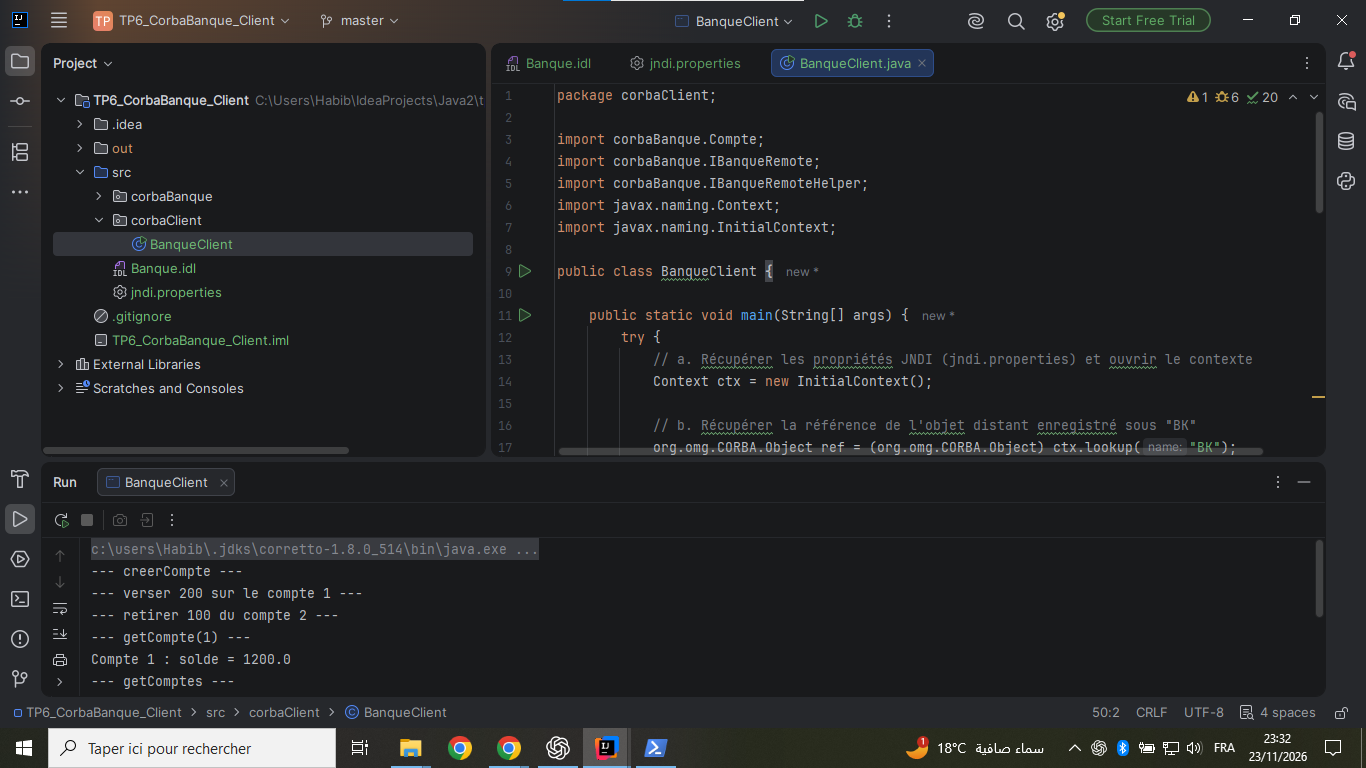 TP TP6_CorbaBanque_Client master BanqueClient Start Free Trial
Project
TP6_CorbaBanque_Client C:\Users\Habib\IdeaProjects\Java2\t
.idea
out
src
corbaBanque
corbaClient
BanqueClient
Banque.idl
jndi.properties
.gitignore
TP6_CorbaBanque_Client.iml
External Libraries
Scratches and Consoles
Banque.idl jndi.properties BanqueClient.java
1 6 20
1 package corbaClient;
2
3 import corbaBanque.Compte;
4 import corbaBanque.IBanqueRemote;
5 import corbaBanque.IBanqueRemoteHelper;
6 import javax.naming.Context;
7 import javax.naming.InitialContext;
8
9 public class BanqueClient { new *
10
11 public static void main(String[] args) { new *
12 try {
13 // a. Récupérer les propriétés JNDI (jndi.properties) et ouvrir le contexte
14 Context ctx = new InitialContext();
15
16 // b. Récupérer la référence de l'objet distant enregistré sous "BK"
17 org.omg.CORBA.Object ref = (org.omg.CORBA.Object) ctx.lookup( name: "BK");
Run BanqueClient
c:\users\Habib\.jdks\corretto-1.8.0_514\bin\java.exe ...
--- creerCompte ---
--- verser 200 sur le compte 1 ---
--- retirer 100 du compte 2 ---
--- getCompte(1) ---
Compte 1 : solde = 1200.0
--- getComptes ---
TP6_CorbaBanque_Client > src > corbaClient > BanqueClient 50:2 CRLF UTF-8 4 spaces
Taper ici pour rechercher
1 18°C سماء صافية FRA 23:32
23/11/2026